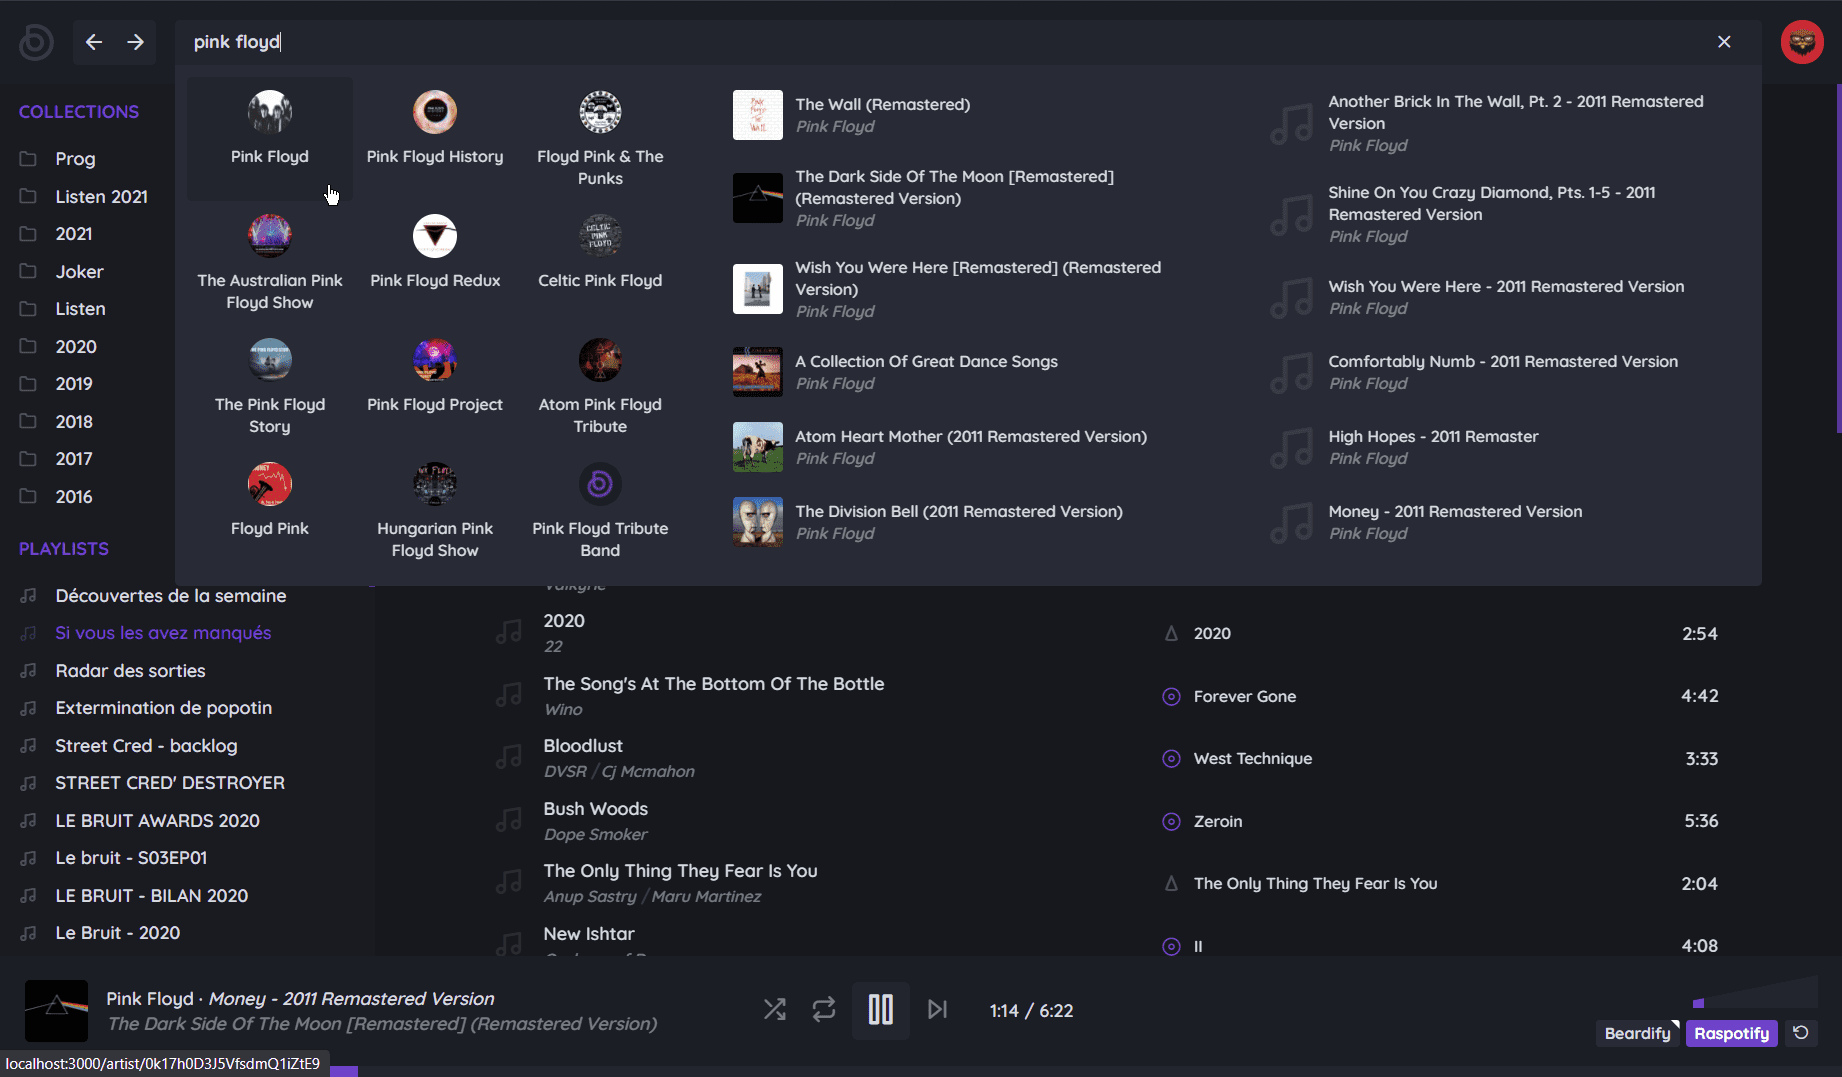 pink floyd
COLLECTIONS
Prog
Listen 2021
2021
Joker
Listen
2020
2019
2018
2017
2016
PLAYLISTS
Découvertes de la semaine
Si vous les avez manqués
Radar des sorties
Extermination de popotin
Street Cred - backlog
STREET CRED' DESTROYER
LE BRUIT AWARDS 2020
Le bruit - S03EP01
LE BRUIT - BILAN 2020
Le Bruit - 2020
Pink Floyd
Pink Floyd History
Floyd Pink & The
Punks
The Australian Pink
Floyd Show
Pink Floyd Redux
CELTIC
PINK
FLOYD
Celtic Pink Floyd
The Pink Floyd
Story
Pink Floyd Project
Atom Pink Floyd
Tribute
MONEY
Floyd Pink
Hungarian Pink
Floyd Show
Pink Floyd Tribute
Band
The Wall (Remastered)
Pink Floyd
The Dark Side Of The Moon [Remastered]
(Remastered Version)
Pink Floyd
Wish You Were Here [Remastered] (Remastered
Version)
Pink Floyd
A Collection Of Great Dance Songs
Pink Floyd
Atom Heart Mother (2011 Remastered Version)
Pink Floyd
The Division Bell (2011 Remastered Version)
Pink Floyd
Another Brick In The Wall, Pt. 2 - 2011 Remastered
Version
Pink Floyd
Shine On You Crazy Diamond, Pts. 1-5 - 2011
Remastered Version
Pink Floyd
Wish You Were Here - 2011 Remastered Version
Pink Floyd
Comfortably Numb - 2011 Remastered Version
Pink Floyd
High Hopes - 2011 Remaster
Pink Floyd
Money - 2011 Remastered Version
Pink Floyd
Valkyrie
2020
22
2020
2:54
The Song's At The Bottom Of The Bottle
Wino
Forever Gone
4:42
Bloodlust
DVSR / Cj Mcmahon
West Technique
3:33
Bush Woods
Dope Smoker
Zeroin
5:36
The Only Thing They Fear Is You
Anup Sastry / Maru Martinez
The Only Thing They Fear Is You
2:04
New Ishtar
II
4:08
Pink Floyd · Money - 2011 Remastered Version
The Dark Side Of The Moon [Remastered] (Remastered Version)
1:14 / 6:22
Beardify
Raspotify
localhost:3000/artist/0k17h0D3J5VfsdmQ1iZtE9